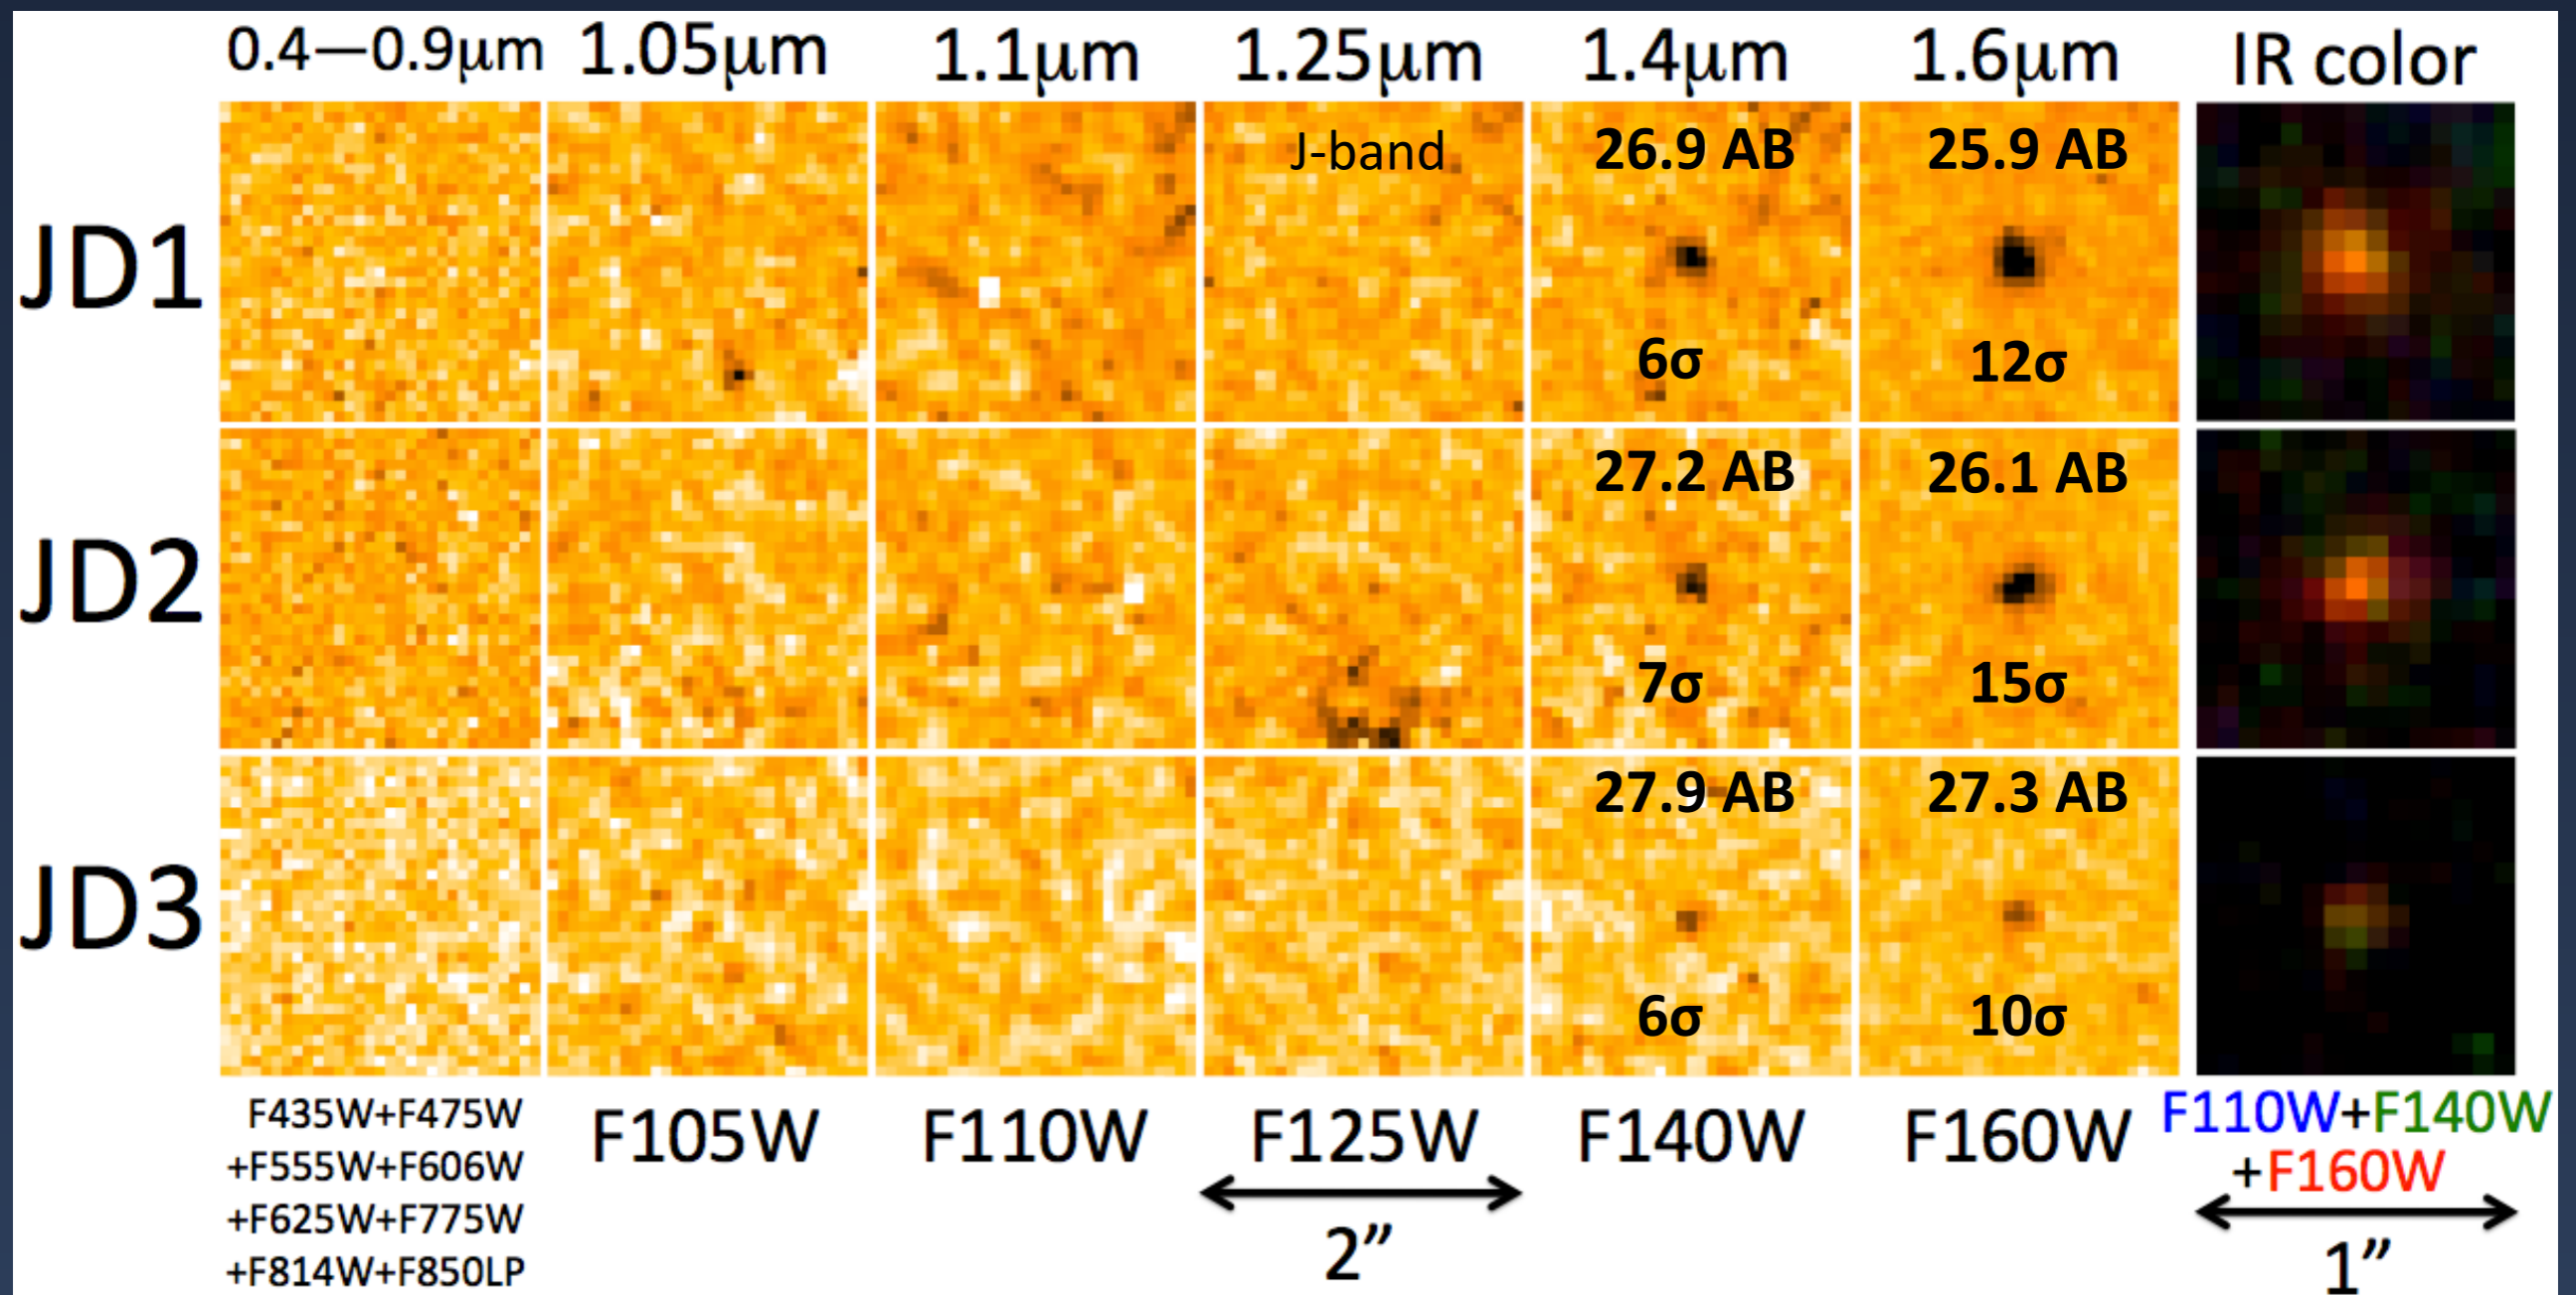 0.4—0.9μm 1.05μm 1.1μm 1.25μm 1.4μm 1.6μm IR color
JD1
J-band 26.9 AB 25.9 AB
6σ 12σ
JD2
27.2 AB 26.1 AB
7σ 15σ
JD3
27.9 AB 27.3 AB
6σ 10σ
F435W+F475W
+F555W+F606W
+F625W+F775W
+F814W+F850LP
F105W F110W F125W F140W F160W
2”
F110W+F140W
+F160W
1”